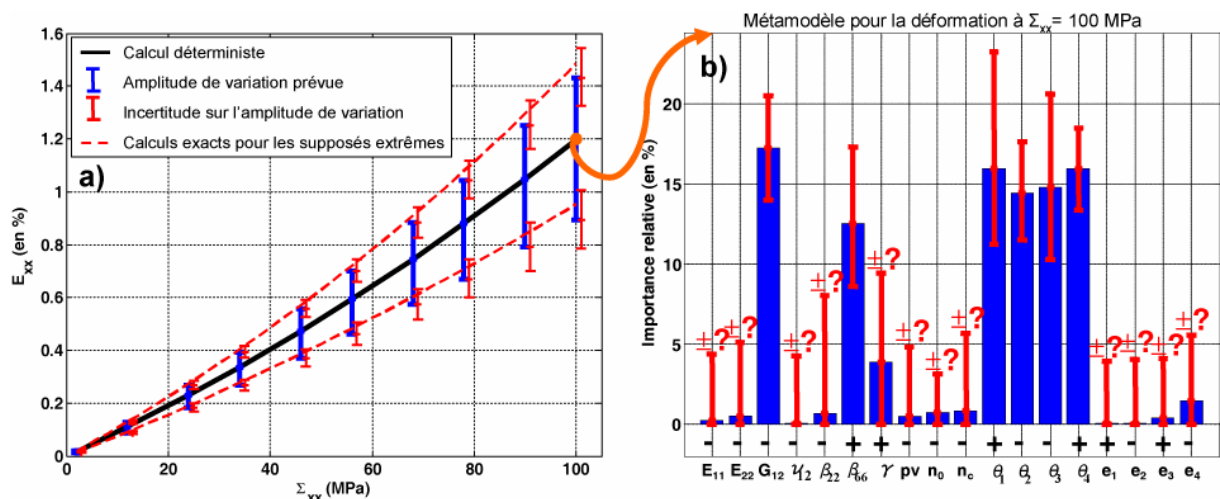 Métamodèle pour la déformation à Σxx= 100 MPa
a)
Calcul déterministe
Amplitude de variation prévue
Incertitude sur l'amplitude de variation
Calculs exacts pour les supposés extrêmes
1.6
1.4
1.2
1
0.8
0.6
0.4
0.2
0
Exx (en %)
0 20 40 60 80 100
Σxx (MPa)
b)
Importance relative (en %)
20
15
10
5
0
±? ±? ±? ±? ±? ±? ±? ±? ±? ±? ±? ±?
- - - - - + + - - - + - - + + - + -
E11 E22 G12 ν12 β22 β66 γ pv n0 nc θ1 θ2 θ3 θ4 e1 e2 e3 e4